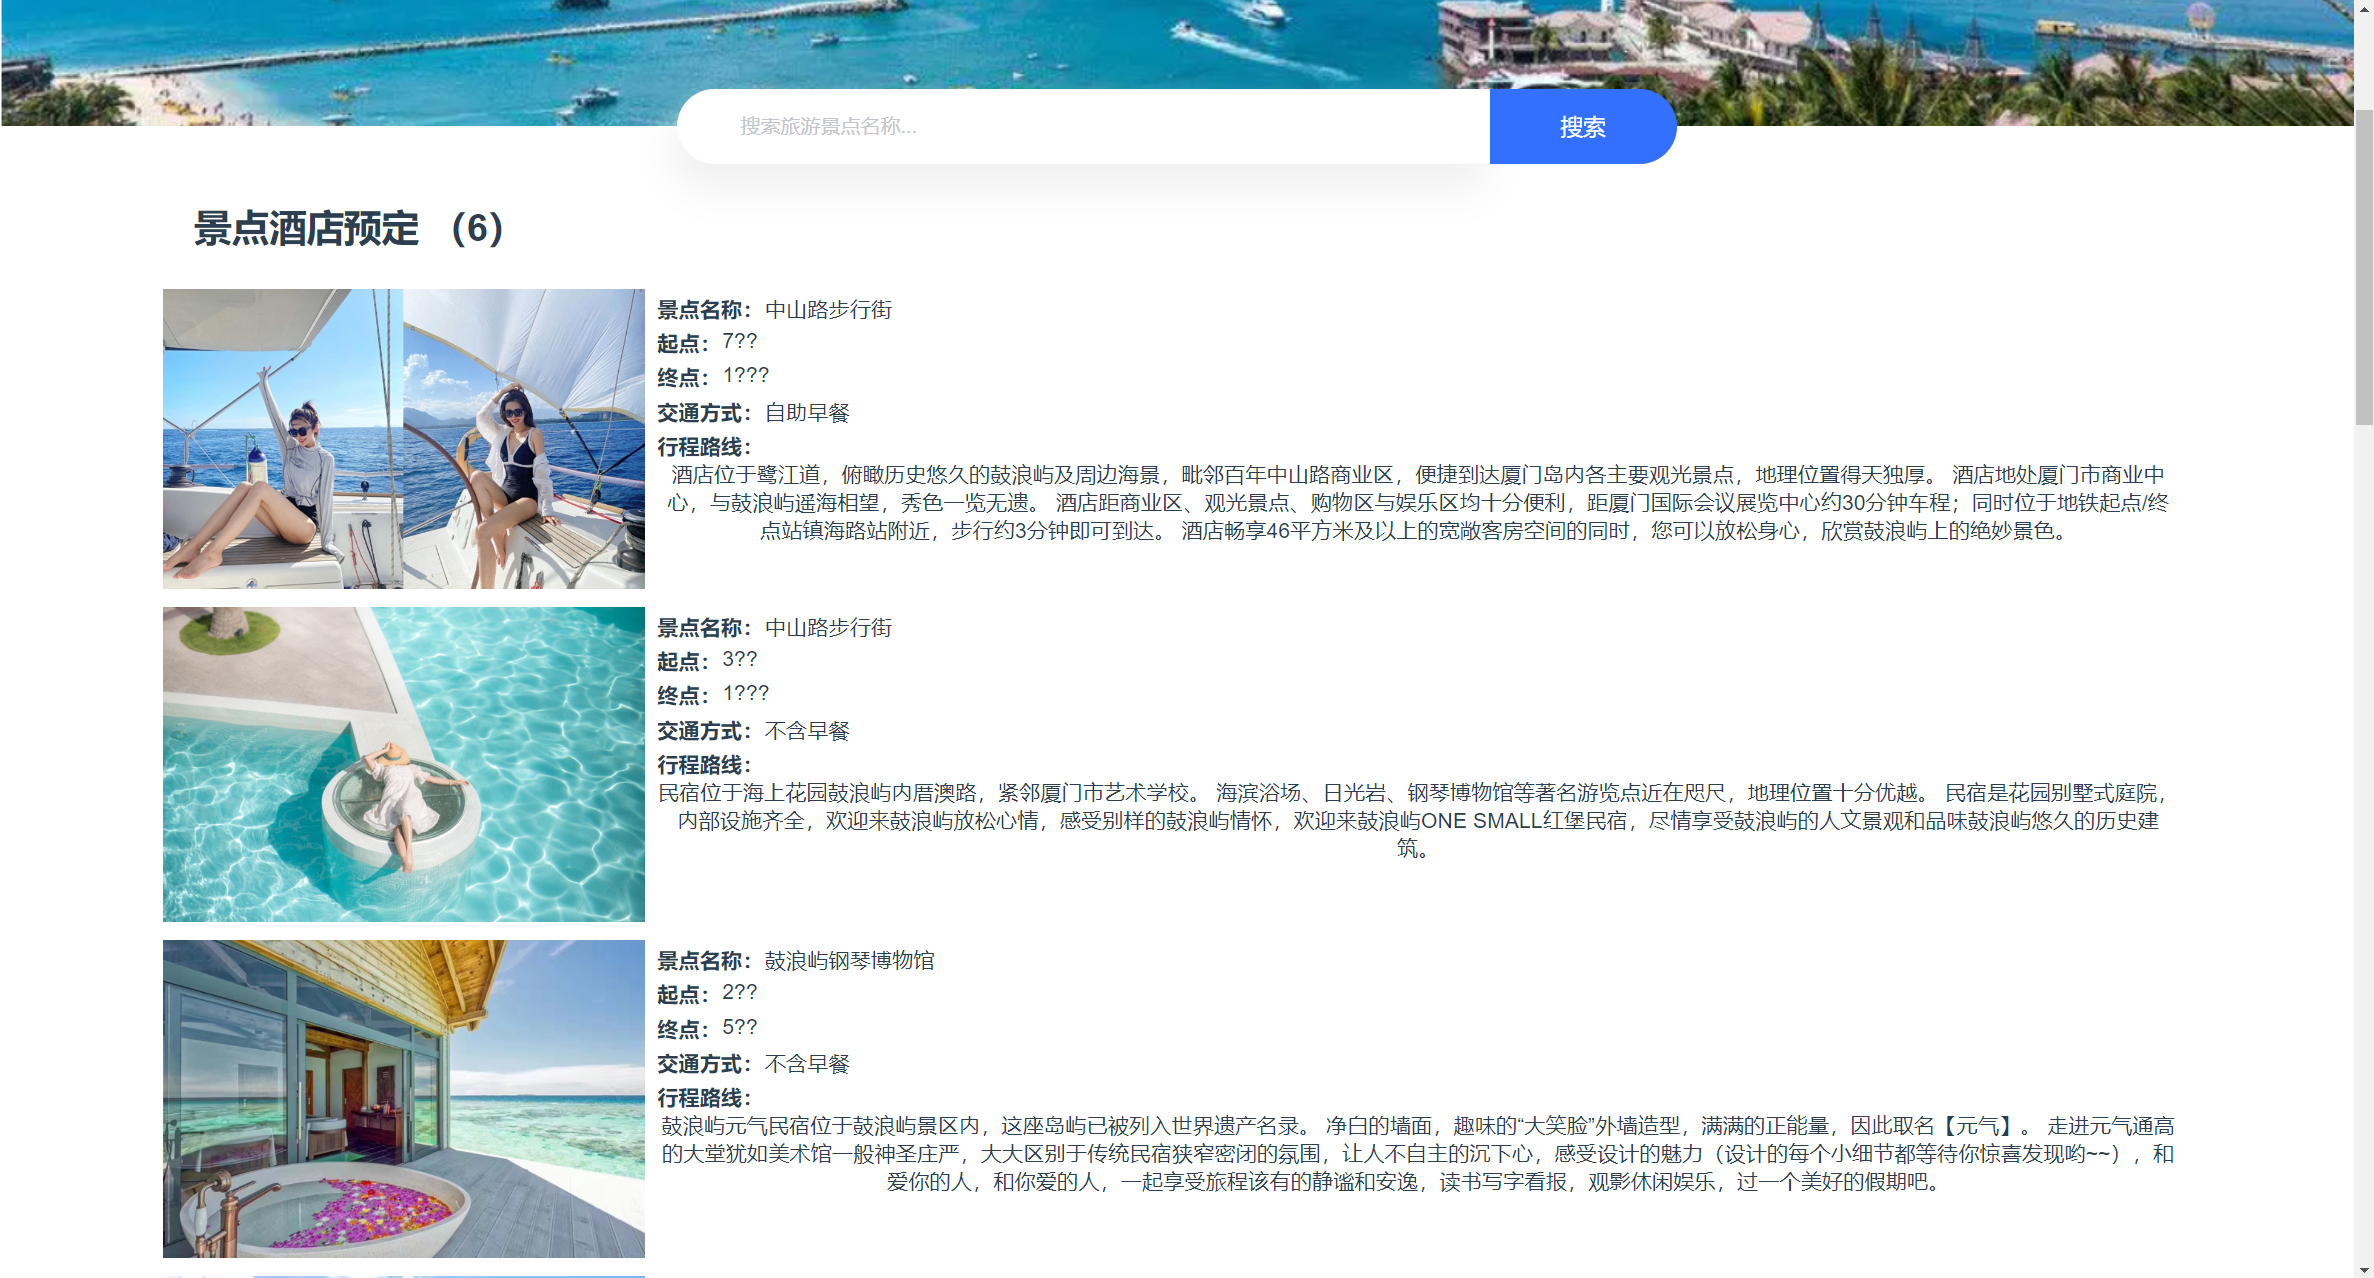 搜索旅游景点名称...
搜索
景点酒店预定 （6）
景点名称：中山路步行街
起点：7??
终点：1???
交通方式：自助早餐
行程路线：
酒店位于鹭江道，俯瞰历史悠久的鼓浪屿及周边海景，毗邻百年中山路商业区，便捷到达厦门岛内各主要观光景点，地理位置得天独厚。 酒店地处厦门市商业中
心，与鼓浪屿遥海相望，秀色一览无遗。 酒店距商业区、观光景点、购物区与娱乐区均十分便利，距厦门国际会议展览中心约30分钟车程；同时位于地铁起点/终
点站镇海路站附近，步行约3分钟即可到达。 酒店畅享46平方米及以上的宽敞客房空间的同时，您可以放松身心，欣赏鼓浪屿上的绝妙景色。
景点名称：中山路步行街
起点：3??
终点：1???
交通方式：不含早餐
行程路线：
民宿位于海上花园鼓浪屿内厝澳路，紧邻厦门市艺术学校。 海滨浴场、日光岩、钢琴博物馆等著名游览点近在咫尺，地理位置十分优越。 民宿是花园别墅式庭院，
内部设施齐全，欢迎来鼓浪屿放松心情，感受别样的鼓浪屿情怀，欢迎来鼓浪屿ONE SMALL红堡民宿，尽情享受鼓浪屿的人文景观和品味鼓浪屿悠久的历史建
筑。
景点名称：鼓浪屿钢琴博物馆
起点：2??
终点：5??
交通方式：不含早餐
行程路线：
鼓浪屿元气民宿位于鼓浪屿景区内，这座岛屿已被列入世界遗产名录。 净白的墙面，趣味的“大笑脸”外墙造型，满满的正能量，因此取名【元气】。 走进元气通高
的大堂犹如美术馆一般神圣庄严，大大区别于传统民宿狭窄密闭的氛围，让人不自主的沉下心，感受设计的魅力（设计的每个小细节都等待你惊喜发现哟~~），和
爱你的人，和你爱的人，一起享受旅程该有的静谧和安逸，读书写字看报，观影休闲娱乐，过一个美好的假期吧。